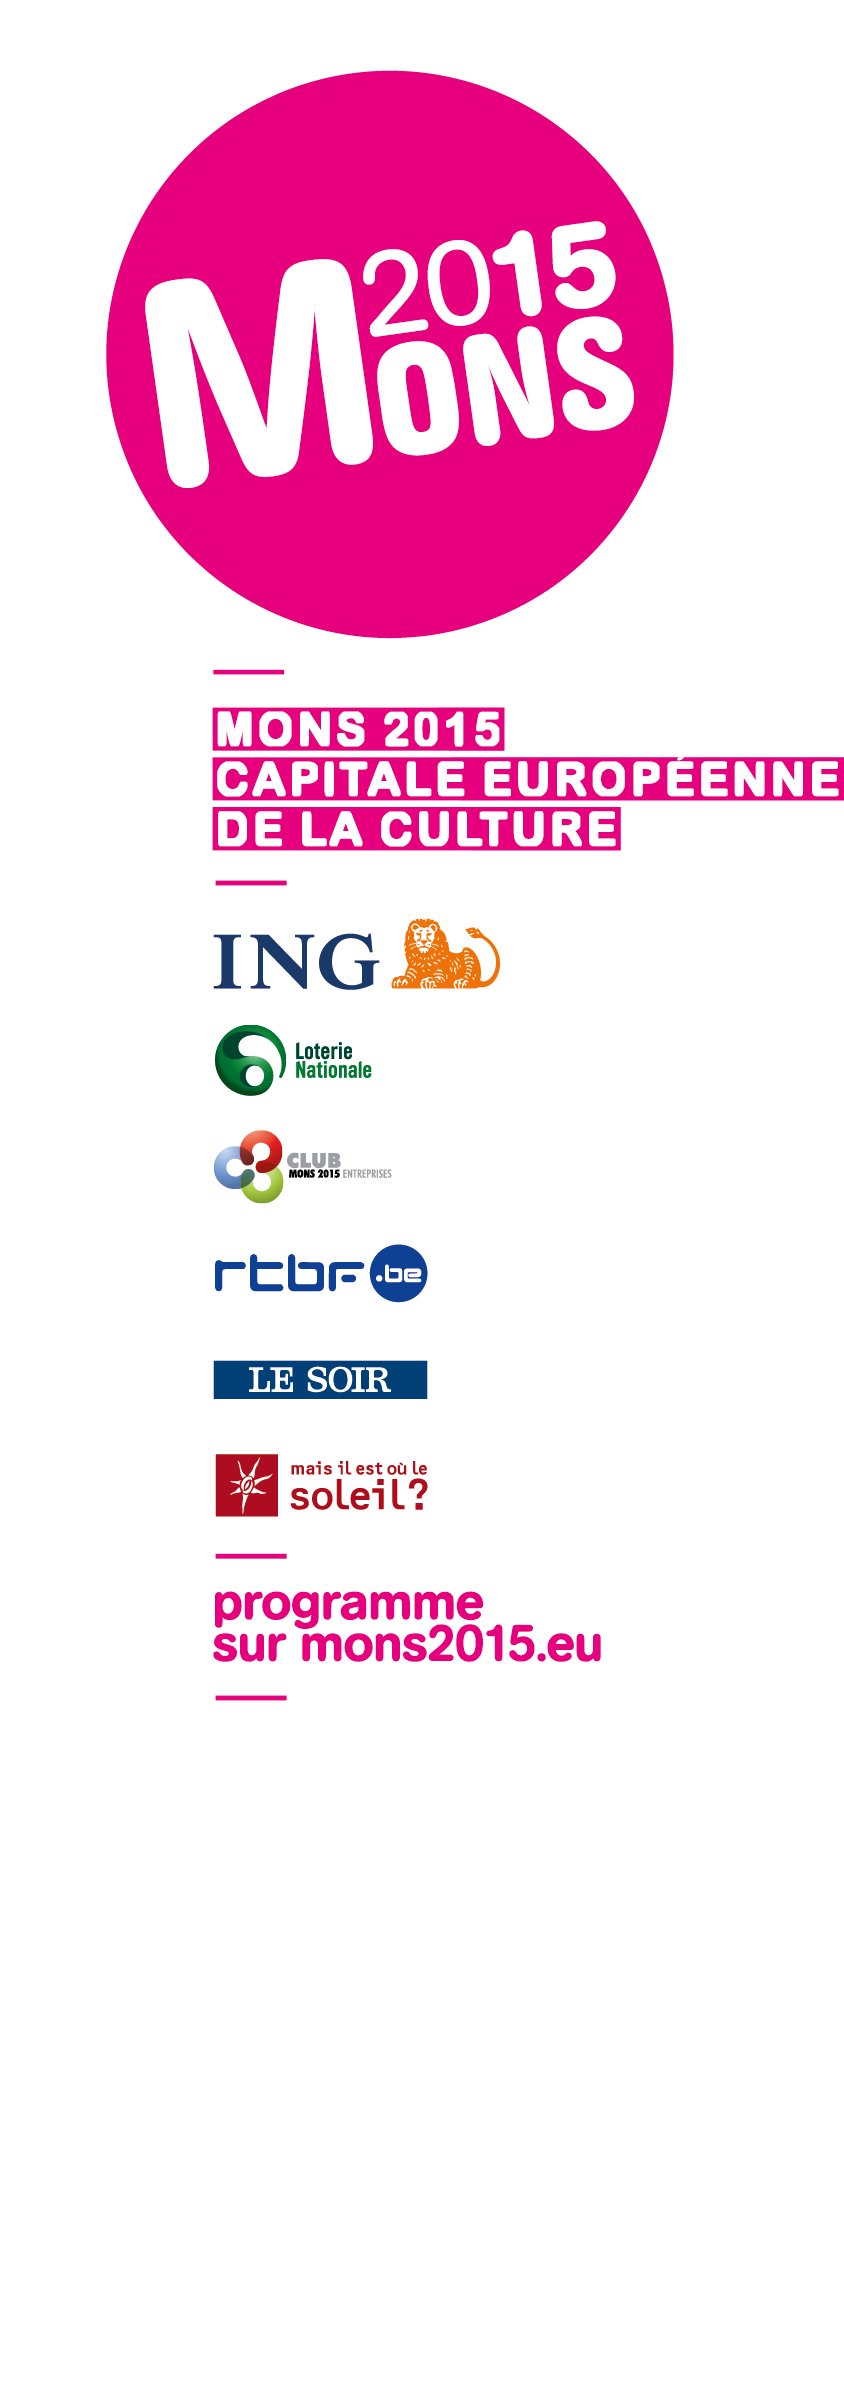 2015
MONS
MONS 2015
CAPITALE EUROPÉENNE
DE LA CULTURE
ING
Loterie
Nationale
CLUB
MONS 2015 ENTREPRISES
rtbf.be
LE SOIR
mais il est où le
soleil?
programme
sur mons2015.eu